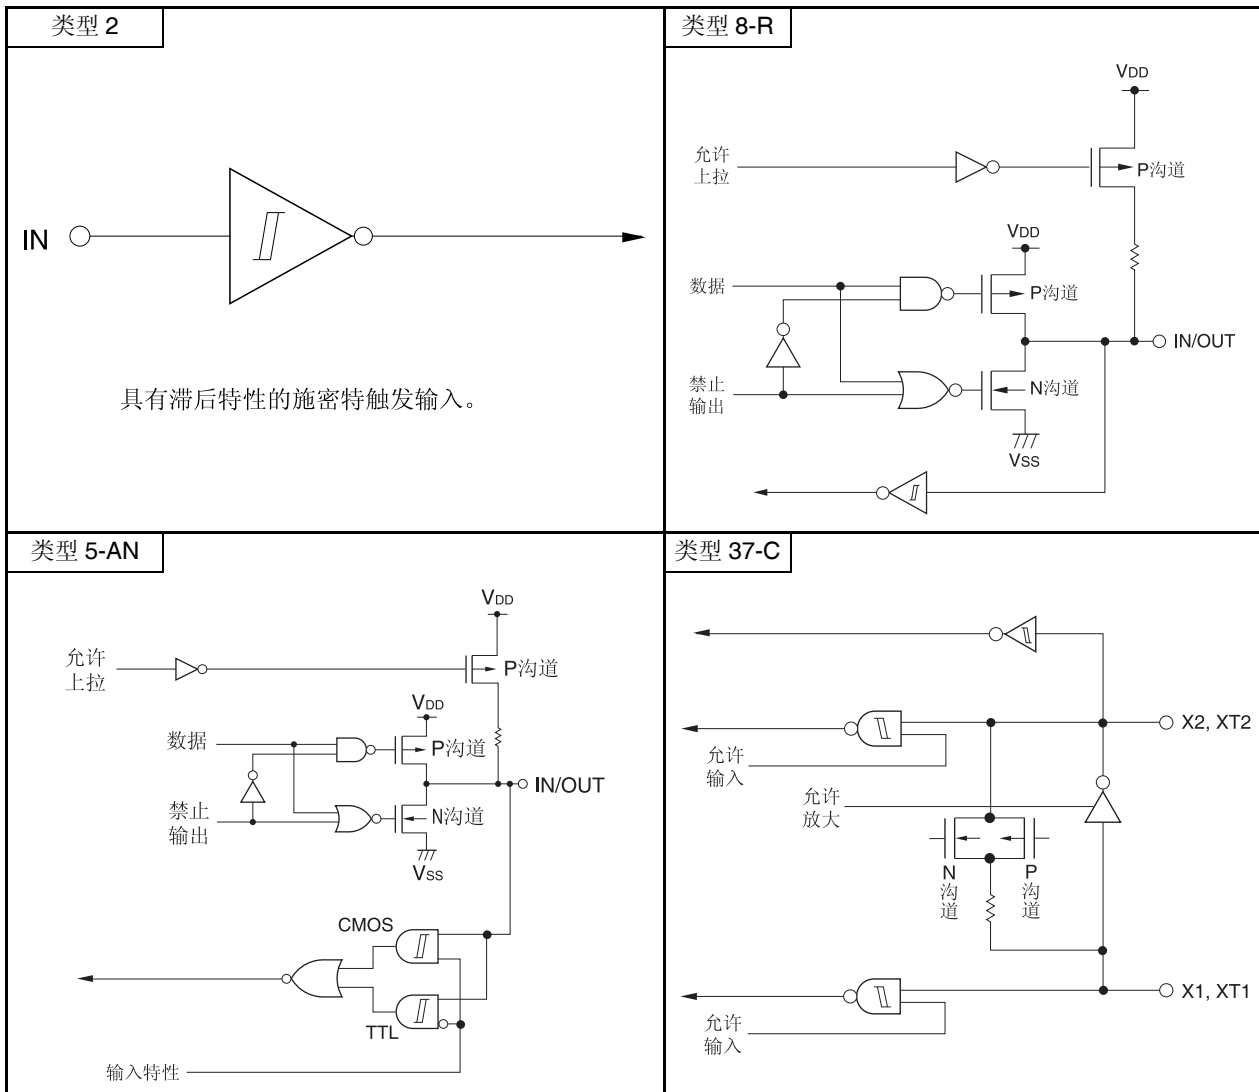 类型 2
IN
具有滞后特性的施密特触发输入。
类型 8-R
VDD
允许
上拉
P沟道
VDD
数据
P沟道
IN/OUT
禁止
输出
N沟道
VSS
类型 5-AN
VDD
允许
上拉
P沟道
VDD
数据
P沟道
IN/OUT
禁止
输出
N沟道
VSS
CMOS
TTL
输入特性
类型 37-C
X2, XT2
允许
输入
允许
放大
N
沟
道
P
沟
道
X1, XT1
允许
输入